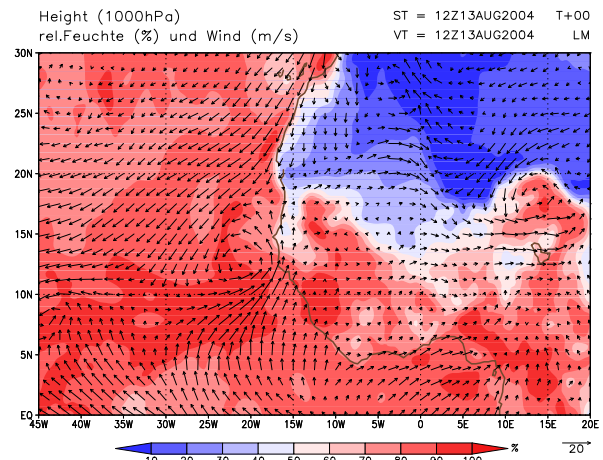 Height (1000hPa) ST = 12Z13AUG2004 T+00
rel.Feuchte (%) und Wind (m/s) VT = 12Z13AUG2004 LM
30N
25N
20N
15N
10N
5N
EQ
45W 40W 35W 30W 25W 20W 15W 10W 5W 0 5E 10E 15E 20E
10 20 30 40 50 60 70 80 90 100 %
20